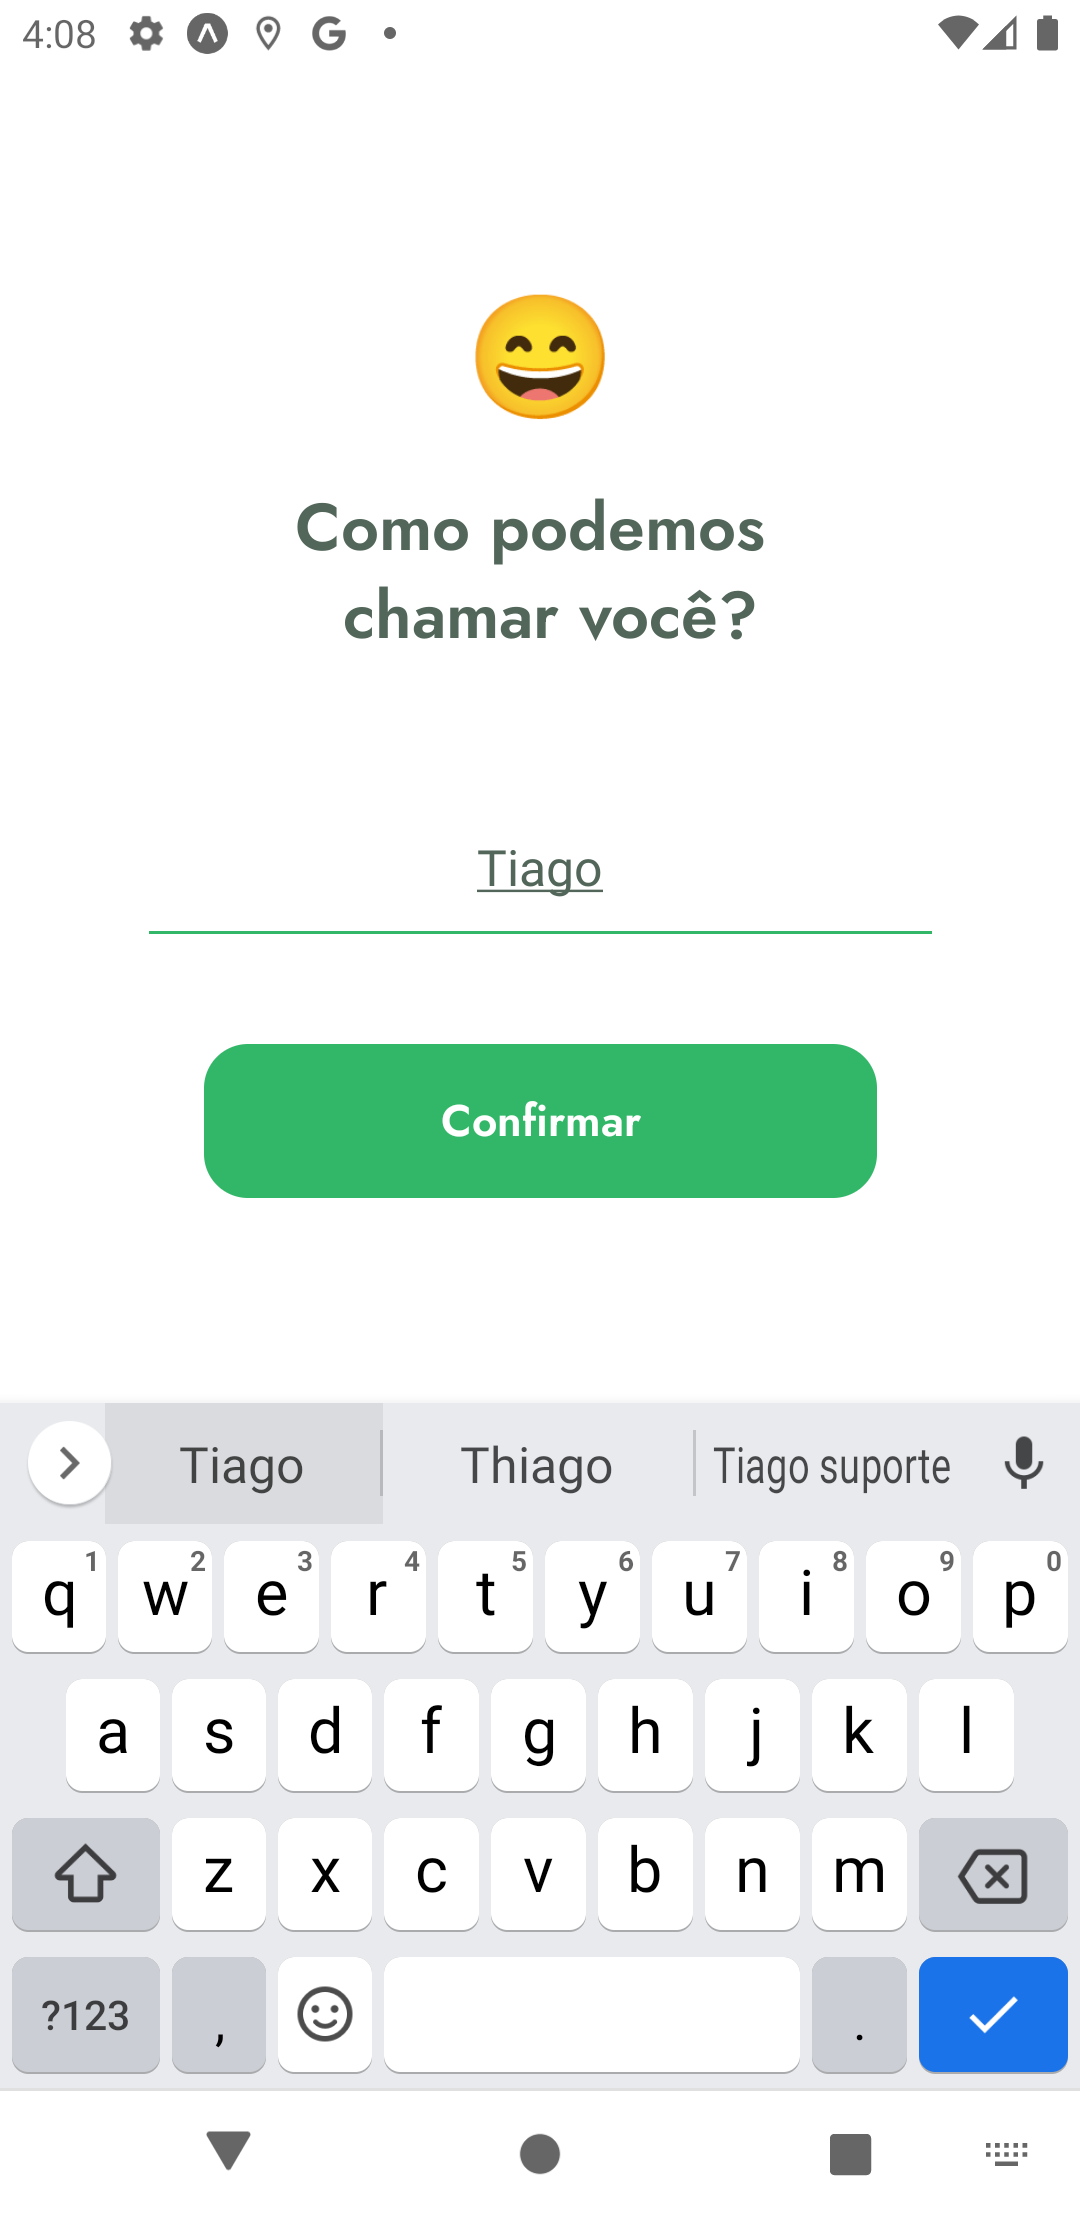 4:08
Como podemos
chamar você?
Tiago
Confirmar
Tiago Thiago Tiago suporte
1 2 3 4 5 6 7 8 9 0
q w e r t y u i o p
a s d f g h j k l
z x c v b n m
?123 , .